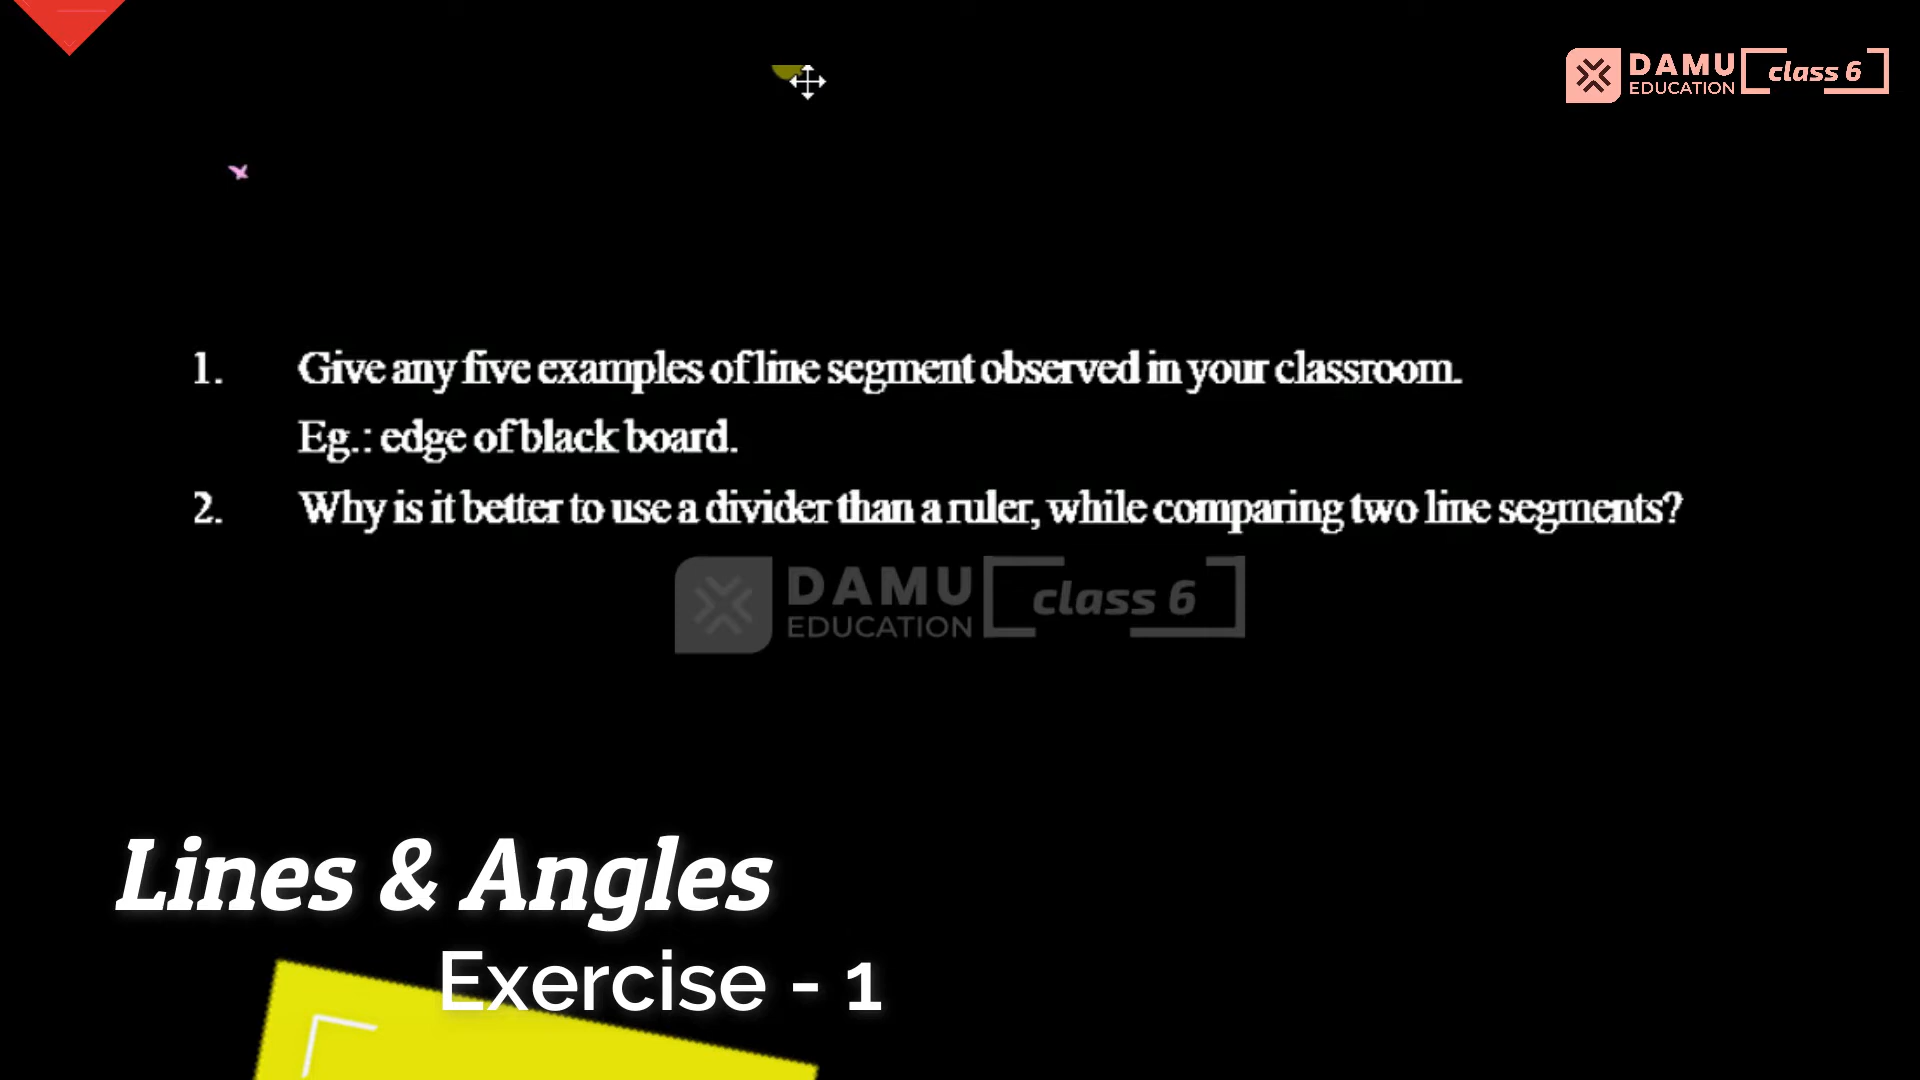 DAMU EDUCATION class 6
1. Give any five examples of line segment observed in your classroom.
Eg.: edge of black board.
2. Why is it better to use a divider than a ruler, while comparing two line segments?
DAMU EDUCATION class 6
Lines & Angles
Exercise - 1